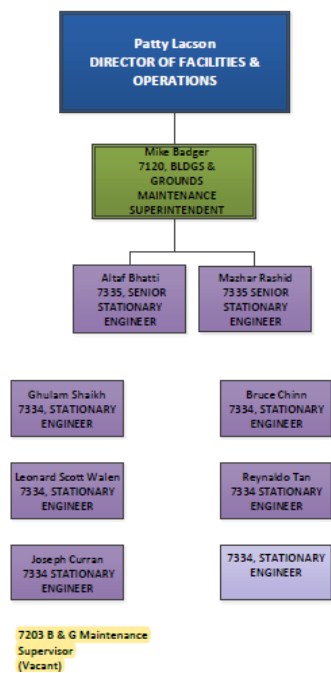 Patty Lacson
DIRECTOR OF FACILITIES &
OPERATIONS
Mike Badger
7120, BLDGS &
GROUNDS
MAINTENANCE
SUPERINTENDENT
Altaf Bhatti
7335, SENIOR
STATIONARY
ENGINEER
Mazhar Rashid
7335 SENIOR
STATIONARY
ENGINEER
Ghulam Shaikh
7334, STATIONARY
ENGINEER
Bruce Chinn
7334, STATIONARY
ENGINEER
Leonard Scott Walen
7334, STATIONARY
ENGINEER
Reynaldo Tan
7334 STATIONARY
ENGINEER
Joseph Curran
7334 STATIONARY
ENGINEER
7334, STATIONARY
ENGINEER
7203 B & G Maintenance
Supervisor
(Vacant)